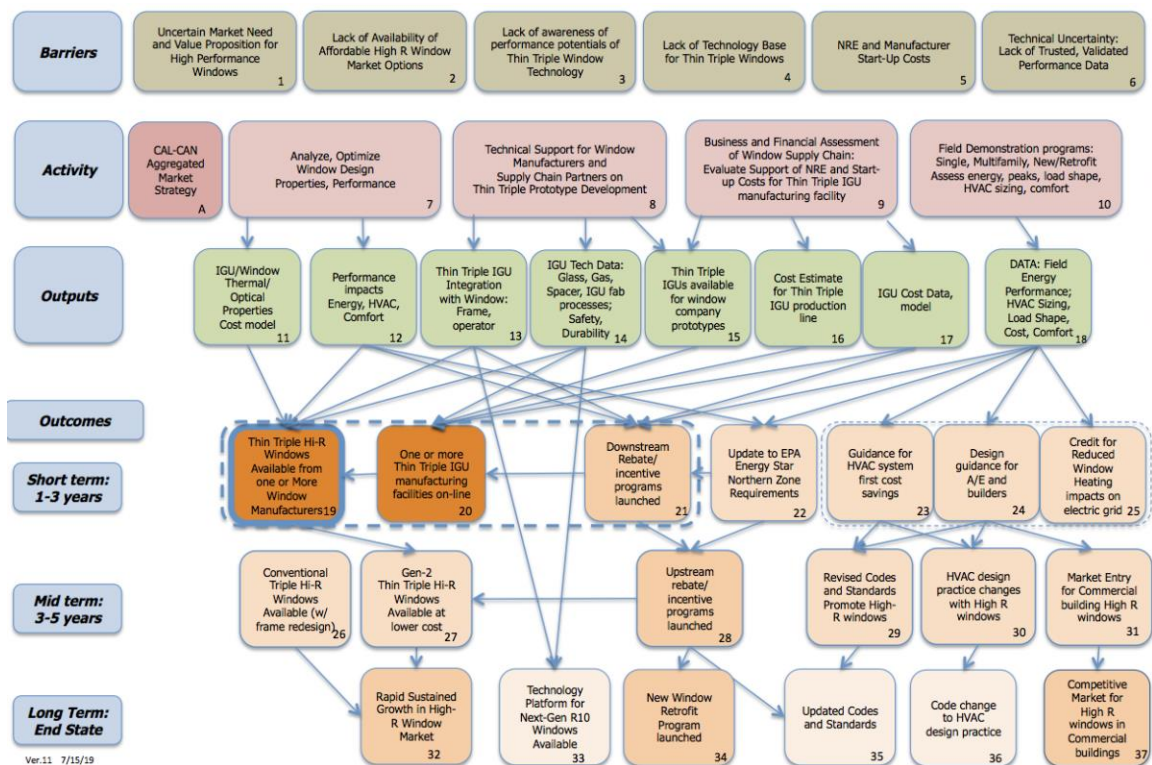 Barriers
Uncertain Market Need
and Value Proposition for
High Performance
Windows
1
Lack of Availability of
Affordable High R Window
Market Options
2
Lack of awareness of
performance potentials of
Thin Triple Window
Technology
3
Lack of Technology Base
for Thin Triple Windows
4
NRE and Manufacturer
Start-Up Costs
5
Technical Uncertainty:
Lack of Trusted, Validated
Performance Data
6
Activity
CAL-CAN
Aggregated
Market
Strategy
A
Analyze, Optimize
Window Design
Properties, Performance
7
Technical Support for Window
Manufacturers and
Supply Chain Partners on
Thin Triple Prototype Development
8
Business and Financial Assessment
of Window Supply Chain:
Evaluate Support of NRE and Start-
up Costs for Thin Triple IGU
manufacturing facility
9
Field Demonstration programs:
Single, Multifamily, New/Retrofit
Assess energy, peaks, load shape,
HVAC sizing, comfort
10
Outputs
IGU/Window
Thermal/
Optical
Properties
Cost model
11
Performance
impacts
Energy, HVAC,
Comfort
12
Thin Triple IGU
Integration
with Window:
Frame,
operator
13
IGU Tech Data:
Glass, Gas,
Spacer, IGU fab
processes;
Safety,
Durability
14
Thin Triple
IGUs available
for window
company
prototypes
15
Cost Estimate
for Thin Triple
IGU production
line
16
IGU Cost Data, model
17
DATA: Field
Energy
Performance;
HVAC Sizing,
Load Shape,
Cost, Comfort
18
Outcomes
Short term:
1-3 years
Thin Triple Hi-R
Windows
Available from
one or More
Window
Manufacturers
19
One or more
Thin Triple IGU
manufacturing
facilities on-line
20
Downstream
Rebate/
incentive
programs
launched
21
Update to EPA
Energy Star
Northern Zone
Requirements
22
Guidance for
HVAC system
first cost
savings
23
Design
guidance for
A/E and
builders
24
Credit for
Reduced
Window
Heating
impacts on
electric grid
25
Mid term:
3-5 years
Conventional
Triple Hi-R
Windows
Available (w/
frame redesign)
26
Gen-2
Thin Triple Hi-R
Windows
Available at
lower cost
27
Upstream
rebate/
incentive
programs
launched
28
Revised Codes
and Standards
Promote High-
R windows
29
HVAC design
practice changes
with High R
windows
30
Market Entry
for Commercial
building High R
windows
31
Long Term:
End State
Rapid Sustained
Growth in High-
R Window
Market
32
Technology
Platform for
Next-Gen R10
Windows
Available
33
New Window
Retrofit
Program
launched
34
Updated Codes
and Standards
35
Code change
to HVAC
design practice
36
Competitive
Market for
High R
windows in
Commercial
buildings
37
Ver.11 7/15/19